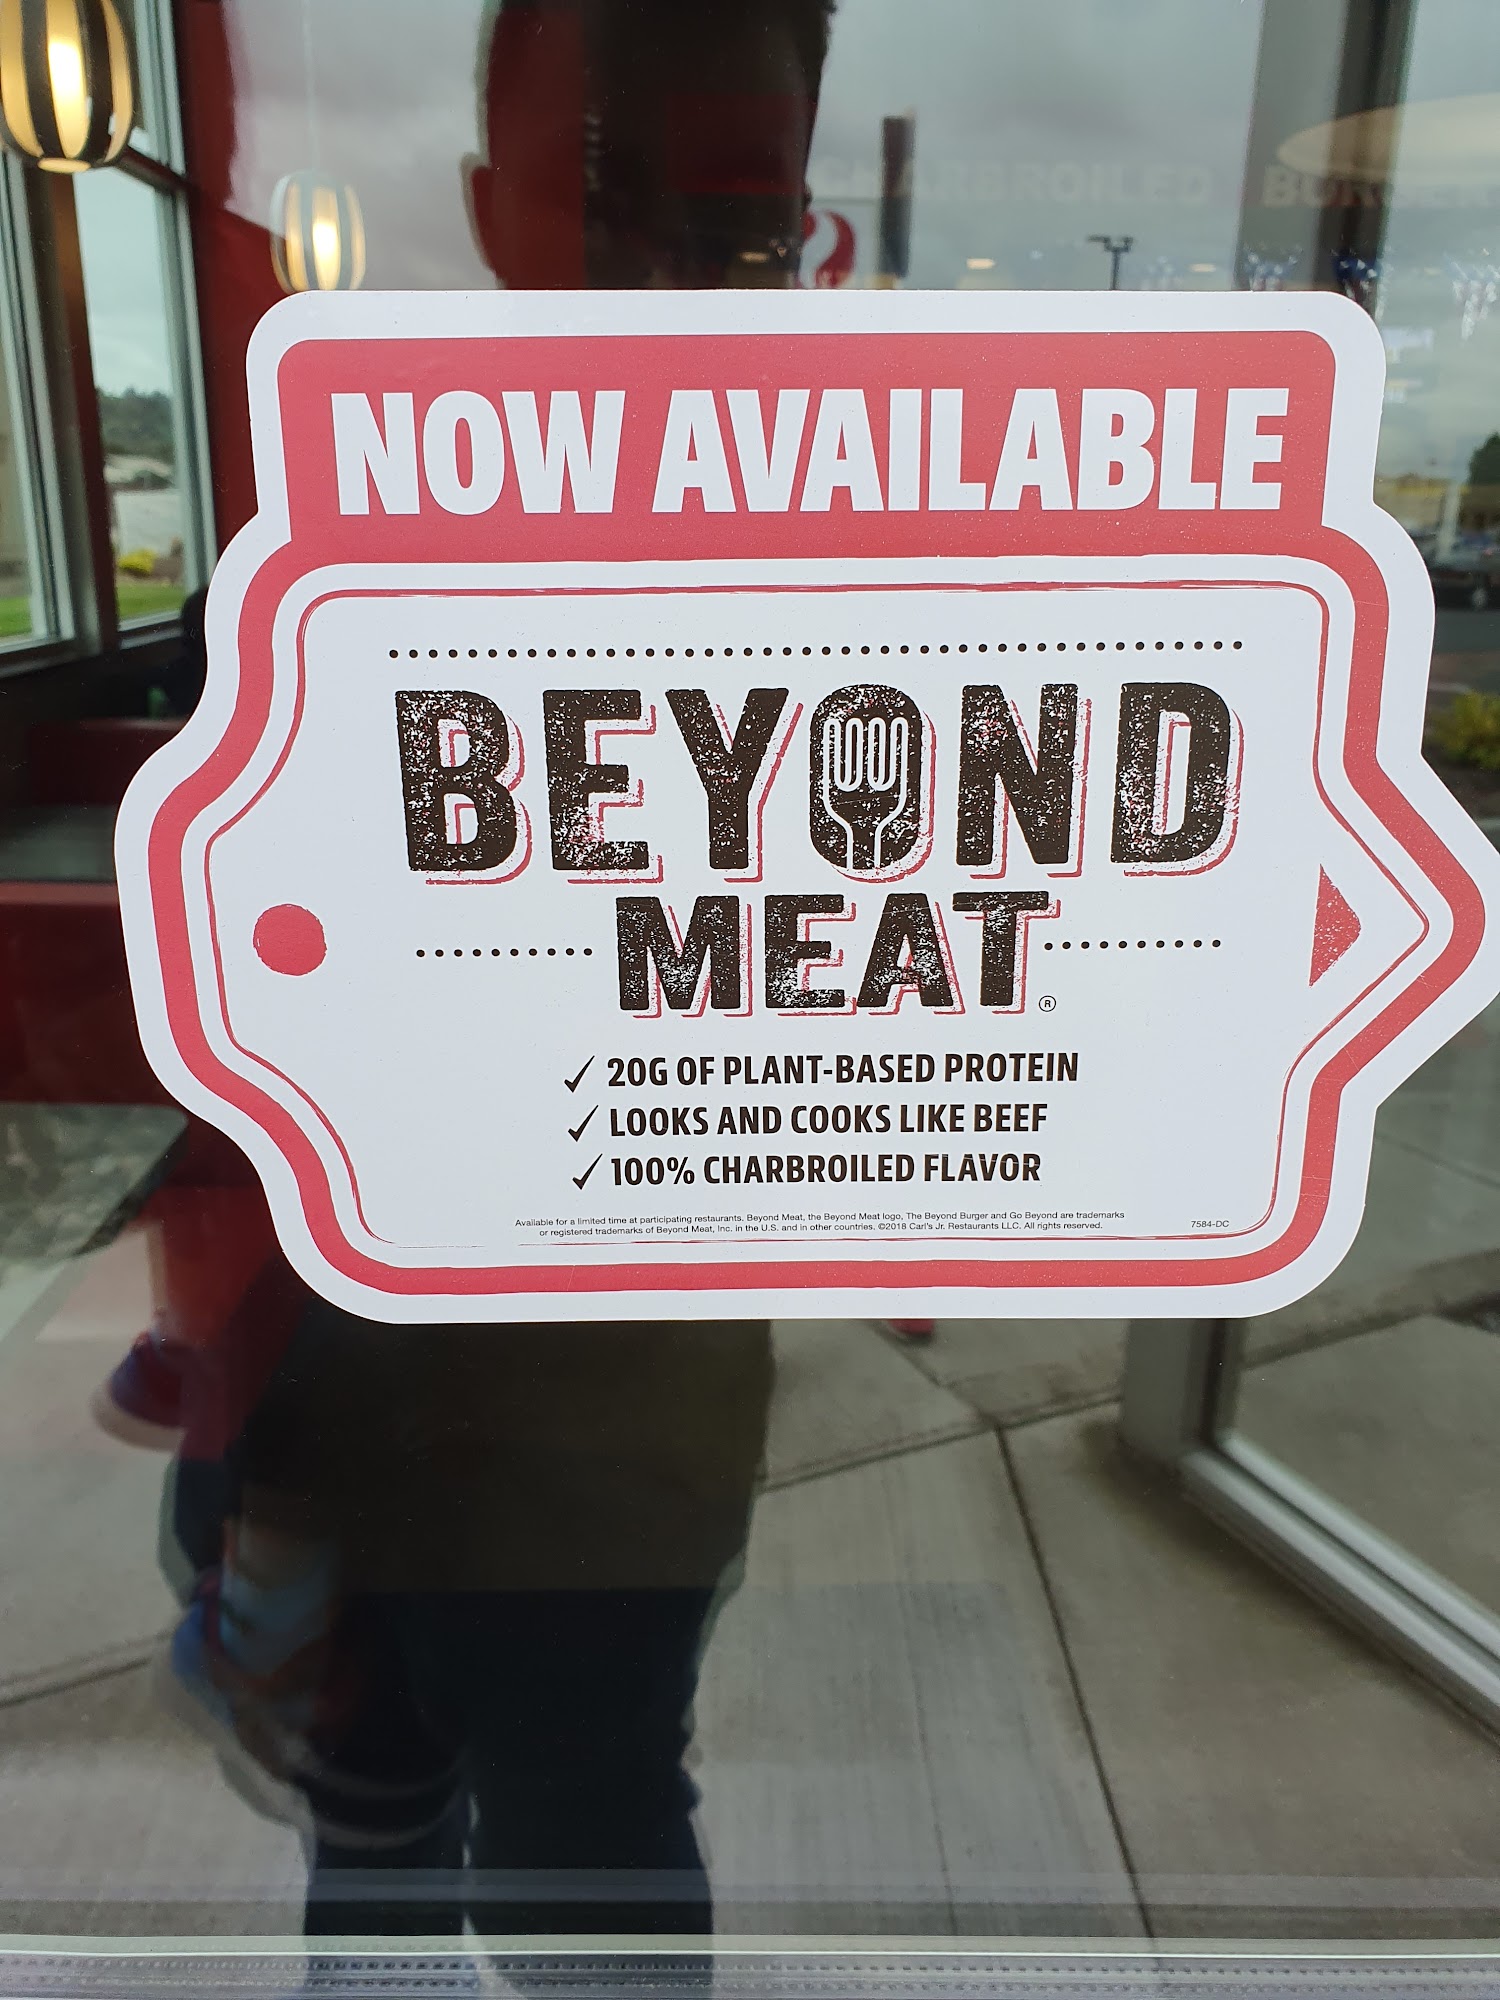 CHARBROILED BURGERS
NOW AVAILABLE
BEYOND
MEAT®
✓ 20G OF PLANT-BASED PROTEIN
✓ LOOKS AND COOKS LIKE BEEF
✓ 100% CHARBROILED FLAVOR
Available for a limited time at participating restaurants. Beyond Meat, the Beyond Meat logo, The Beyond Burger and Go Beyond are trademarks
or registered trademarks of Beyond Meat, Inc. in the U.S. and in other countries. ©2018 Carl's Jr. Restaurants LLC. All rights reserved.
7584-DC